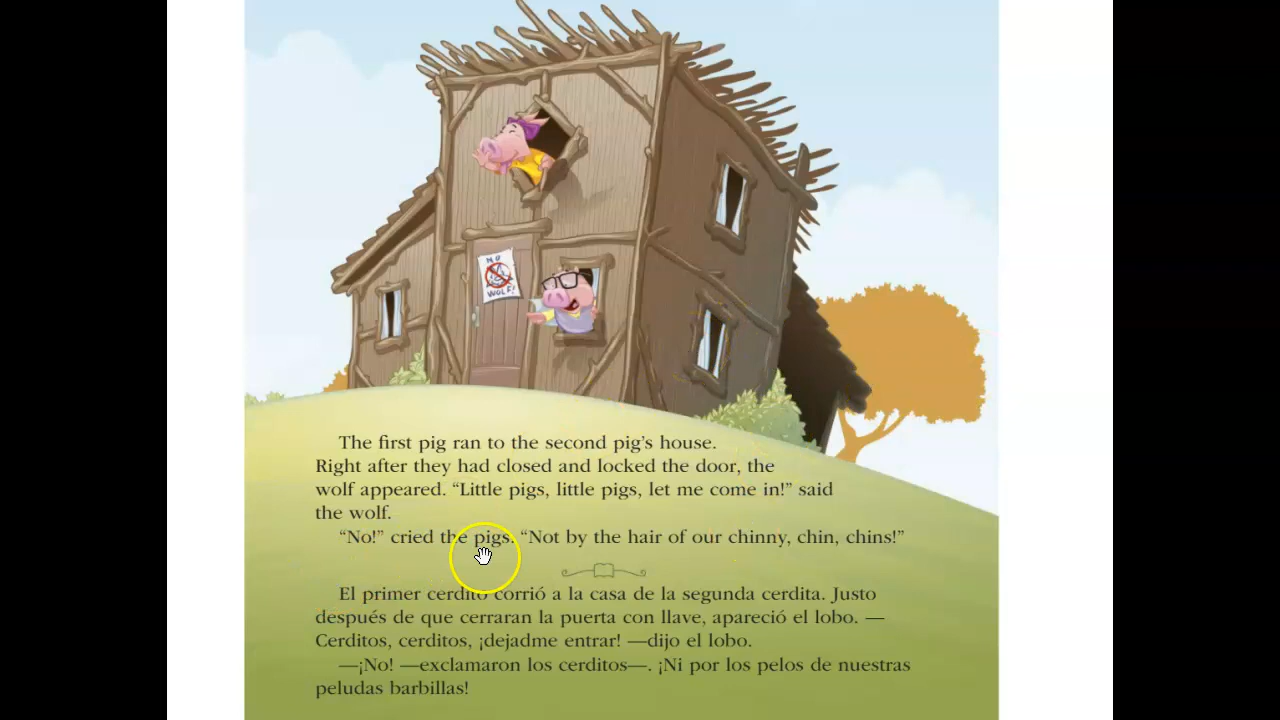 NO
WOLF!
The first pig ran to the second pig's house.
Right after they had closed and locked the door, the
wolf appeared. “Little pigs, little pigs, let me come in!” said
the wolf.
“No!” cried the pigs. “Not by the hair of our chinny, chin, chins!”
El primer cerdito corrió a la casa de la segunda cerdita. Justo
después de que cerraran la puerta con llave, apareció el lobo. —
Cerditos, cerditos, ¡dejadme entrar! —dijo el lobo.
—¡No! —exclamaron los cerditos—. ¡Ni por los pelos de nuestras
peludas barbillas!